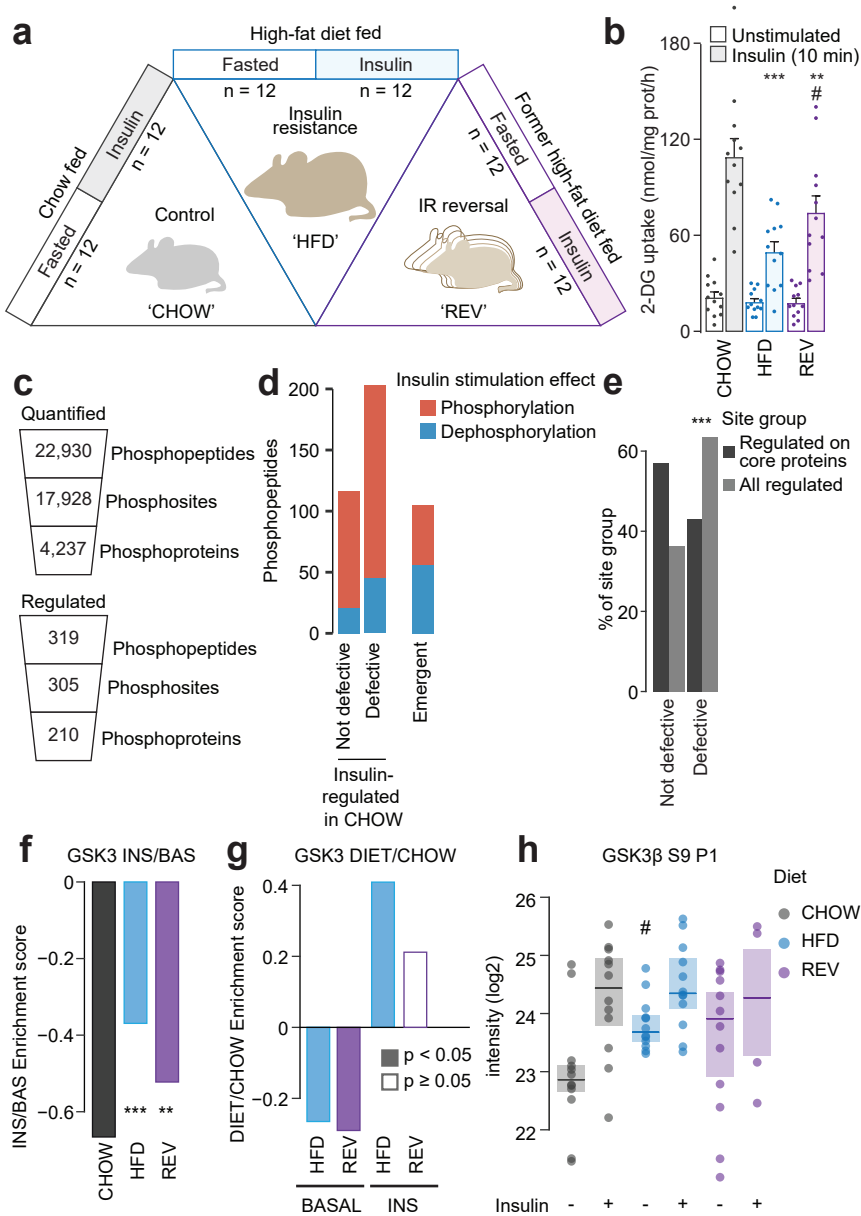 a
High-fat diet fed
Fasted
Insulin
n = 12
n = 12
Chow fed
Insulin
n = 12
Fasted
n = 12
Former high-fat diet fed
Fasted
n = 12
Insulin
n = 12
Insulin
resistance
'HFD'
Control
'CHOW'
IR reversal
'REV'
b
Unstimulated
Insulin (10 min)
***
**
#
2-DG uptake (nmol/mg prot/h)
180
120
60
0
CHOW
HFD
REV
c
Quantified
22,930 Phosphopeptides
17,928 Phosphosites
4,237 Phosphoproteins
Regulated
319 Phosphopeptides
305 Phosphosites
210 Phosphoproteins
d
Insulin stimulation effect
Phosphorylation
Dephosphorylation
Phosphopeptides
200
150
100
50
0
Not defective
Defective
Emergent
Insulin-
regulated
in CHOW
e
*** Site group
Regulated on
core proteins
All regulated
% of site group
60
40
20
0
Not defective
Defective
f
GSK3 INS/BAS
INS/BAS Enrichment score
0
−0.2
−0.4
−0.6
***
**
CHOW
HFD
REV
g
GSK3 DIET/CHOW
DIET/CHOW Enrichment score
0.4
0.2
0
−0.2
p < 0.05
p ≥ 0.05
HFD
REV
HFD
REV
BASAL
INS
h
GSK3β S9 P1
Diet
CHOW
HFD
REV
#
intensity (log2)
26
25
24
23
22
Insulin - + - + - +